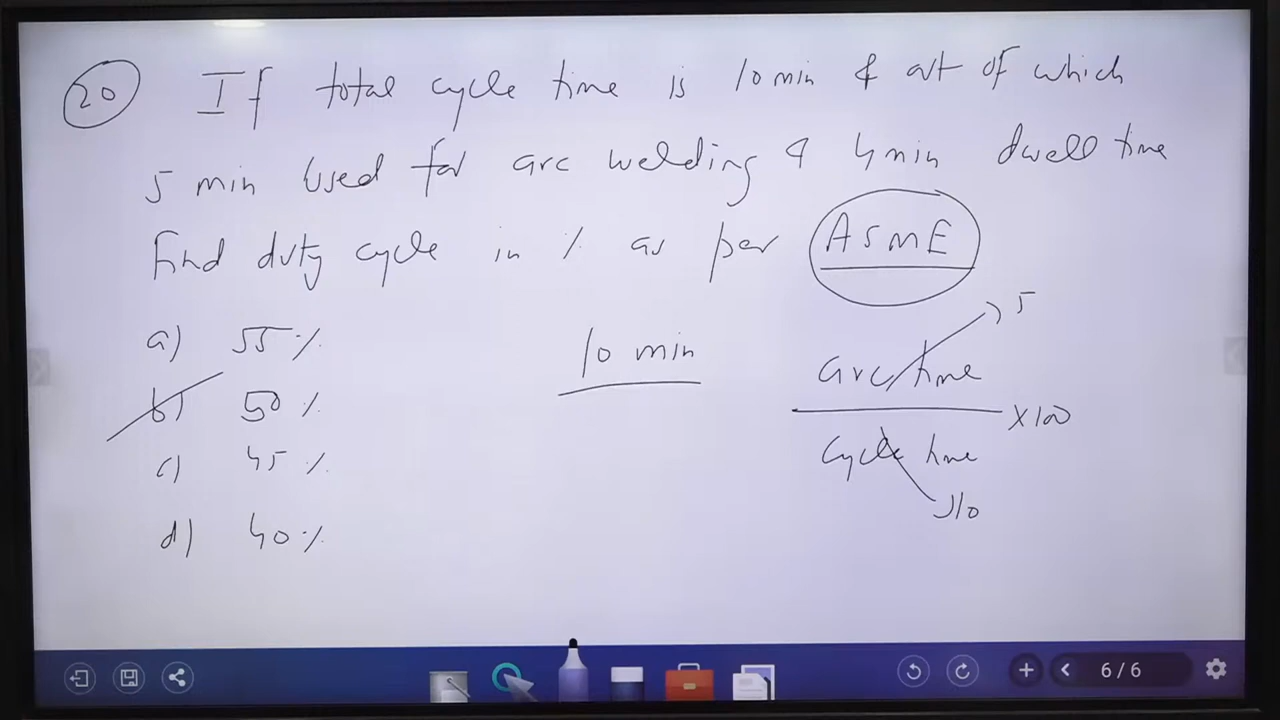 20 If total cycle time is 10 min & out of which
5 min used for arc welding & 4 min dwell time
Find duty cycle in % as per ASME
a) 55 %
b) 50 %
c) 45 %
d) 40 %
10 min
5
arc time
cycle time
×100
10
6 / 6